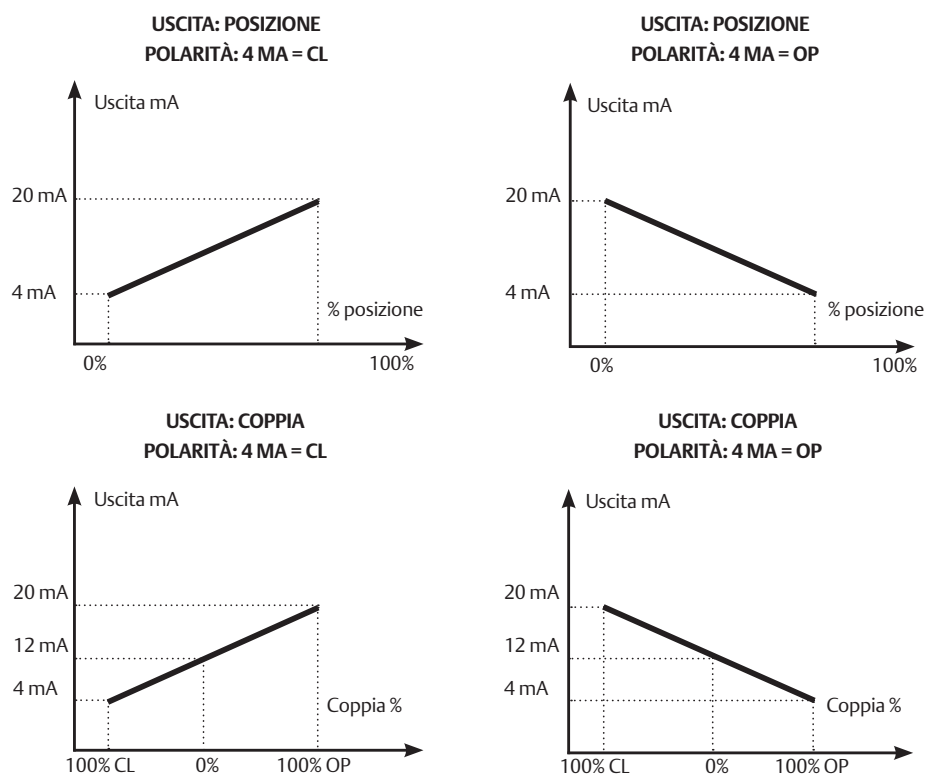 USCITA: POSIZIONE
POLARITÀ: 4 MA = CL
Uscita mA
20 mA
4 mA
% posizione
0%
100%
USCITA: POSIZIONE
POLARITÀ: 4 MA = OP
Uscita mA
20 mA
4 mA
% posizione
0%
100%
USCITA: COPPIA
POLARITÀ: 4 MA = CL
Uscita mA
20 mA
12 mA
4 mA
Coppia %
100% CL
0%
100% OP
USCITA: COPPIA
POLARITÀ: 4 MA = OP
Uscita mA
20 mA
12 mA
4 mA
Coppia %
100% CL
0%
100% OP